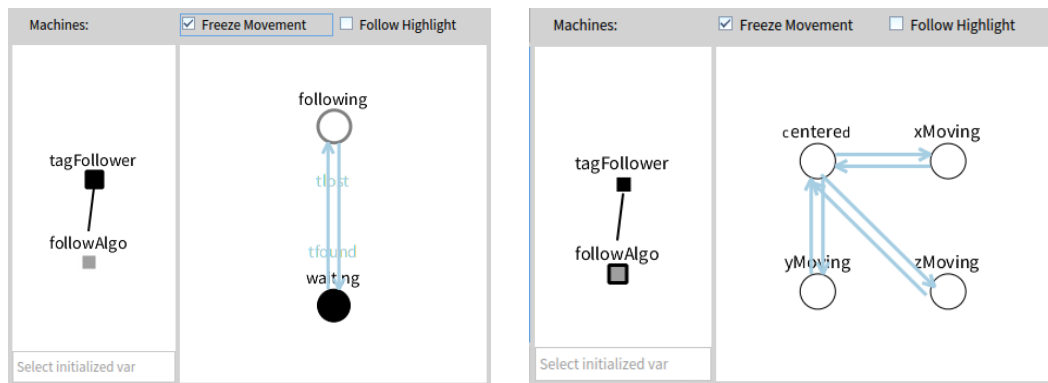 Machines:
Freeze Movement
Follow Highlight
tagFollower
followAlgo
Select initialized var
following
tlost
tfound
waiting
Machines:
Freeze Movement
Follow Highlight
tagFollower
followAlgo
Select initialized var
centered
xMoving
yMoving
zMoving